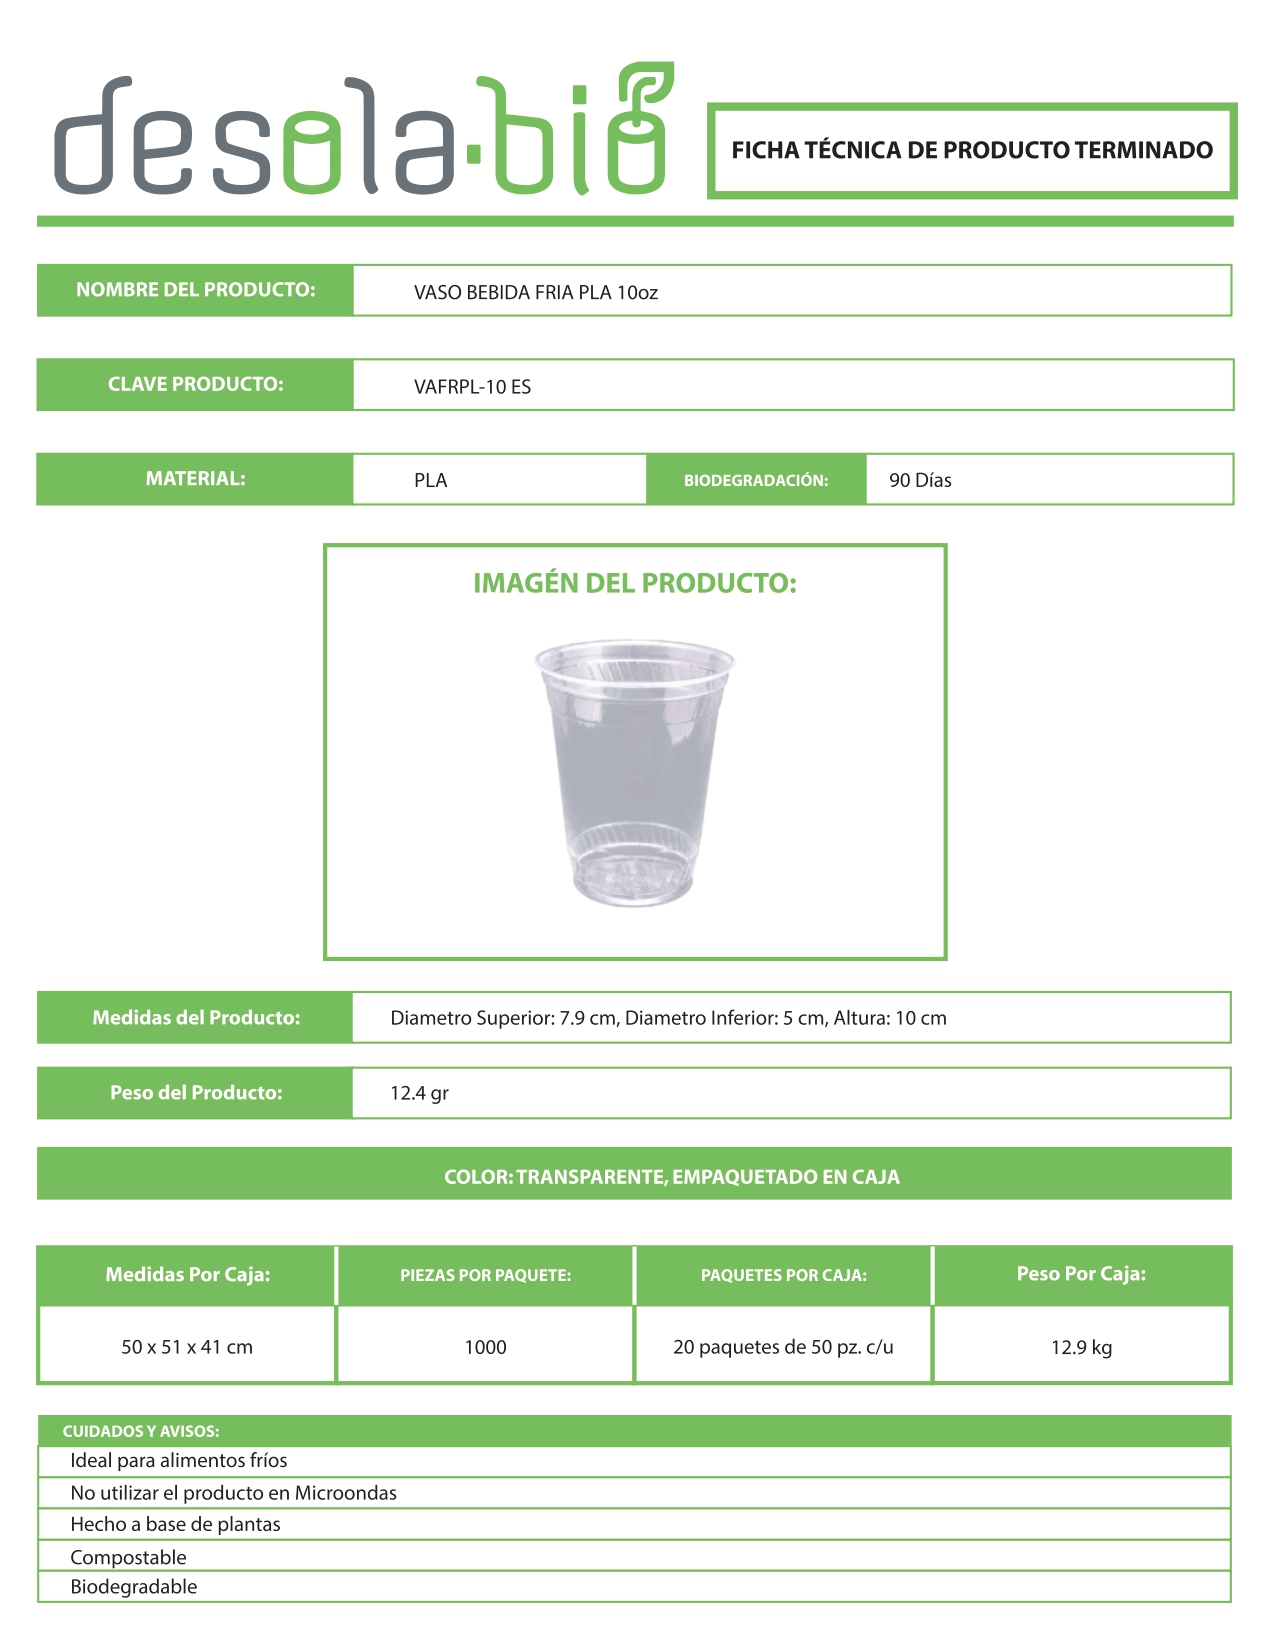 desola·bio
FICHA TÉCNICA DE PRODUCTO TERMINADO
NOMBRE DEL PRODUCTO: VASO BEBIDA FRIA PLA 10oz
CLAVE PRODUCTO: VAFRPL-10 ES
MATERIAL: PLA BIODEGRADACIÓN: 90 Días
IMAGÉN DEL PRODUCTO:
Medidas del Producto: Diametro Superior: 7.9 cm, Diametro Inferior: 5 cm, Altura: 10 cm
Peso del Producto: 12.4 gr
COLOR: TRANSPARENTE, EMPAQUETADO EN CAJA
Medidas Por Caja: PIEZAS POR PAQUETE: PAQUETES POR CAJA: Peso Por Caja:
50 x 51 x 41 cm 1000 20 paquetes de 50 pz. c/u 12.9 kg
CUIDADOS Y AVISOS:
Ideal para alimentos fríos
No utilizar el producto en Microondas
Hecho a base de plantas
Compostable
Biodegradable